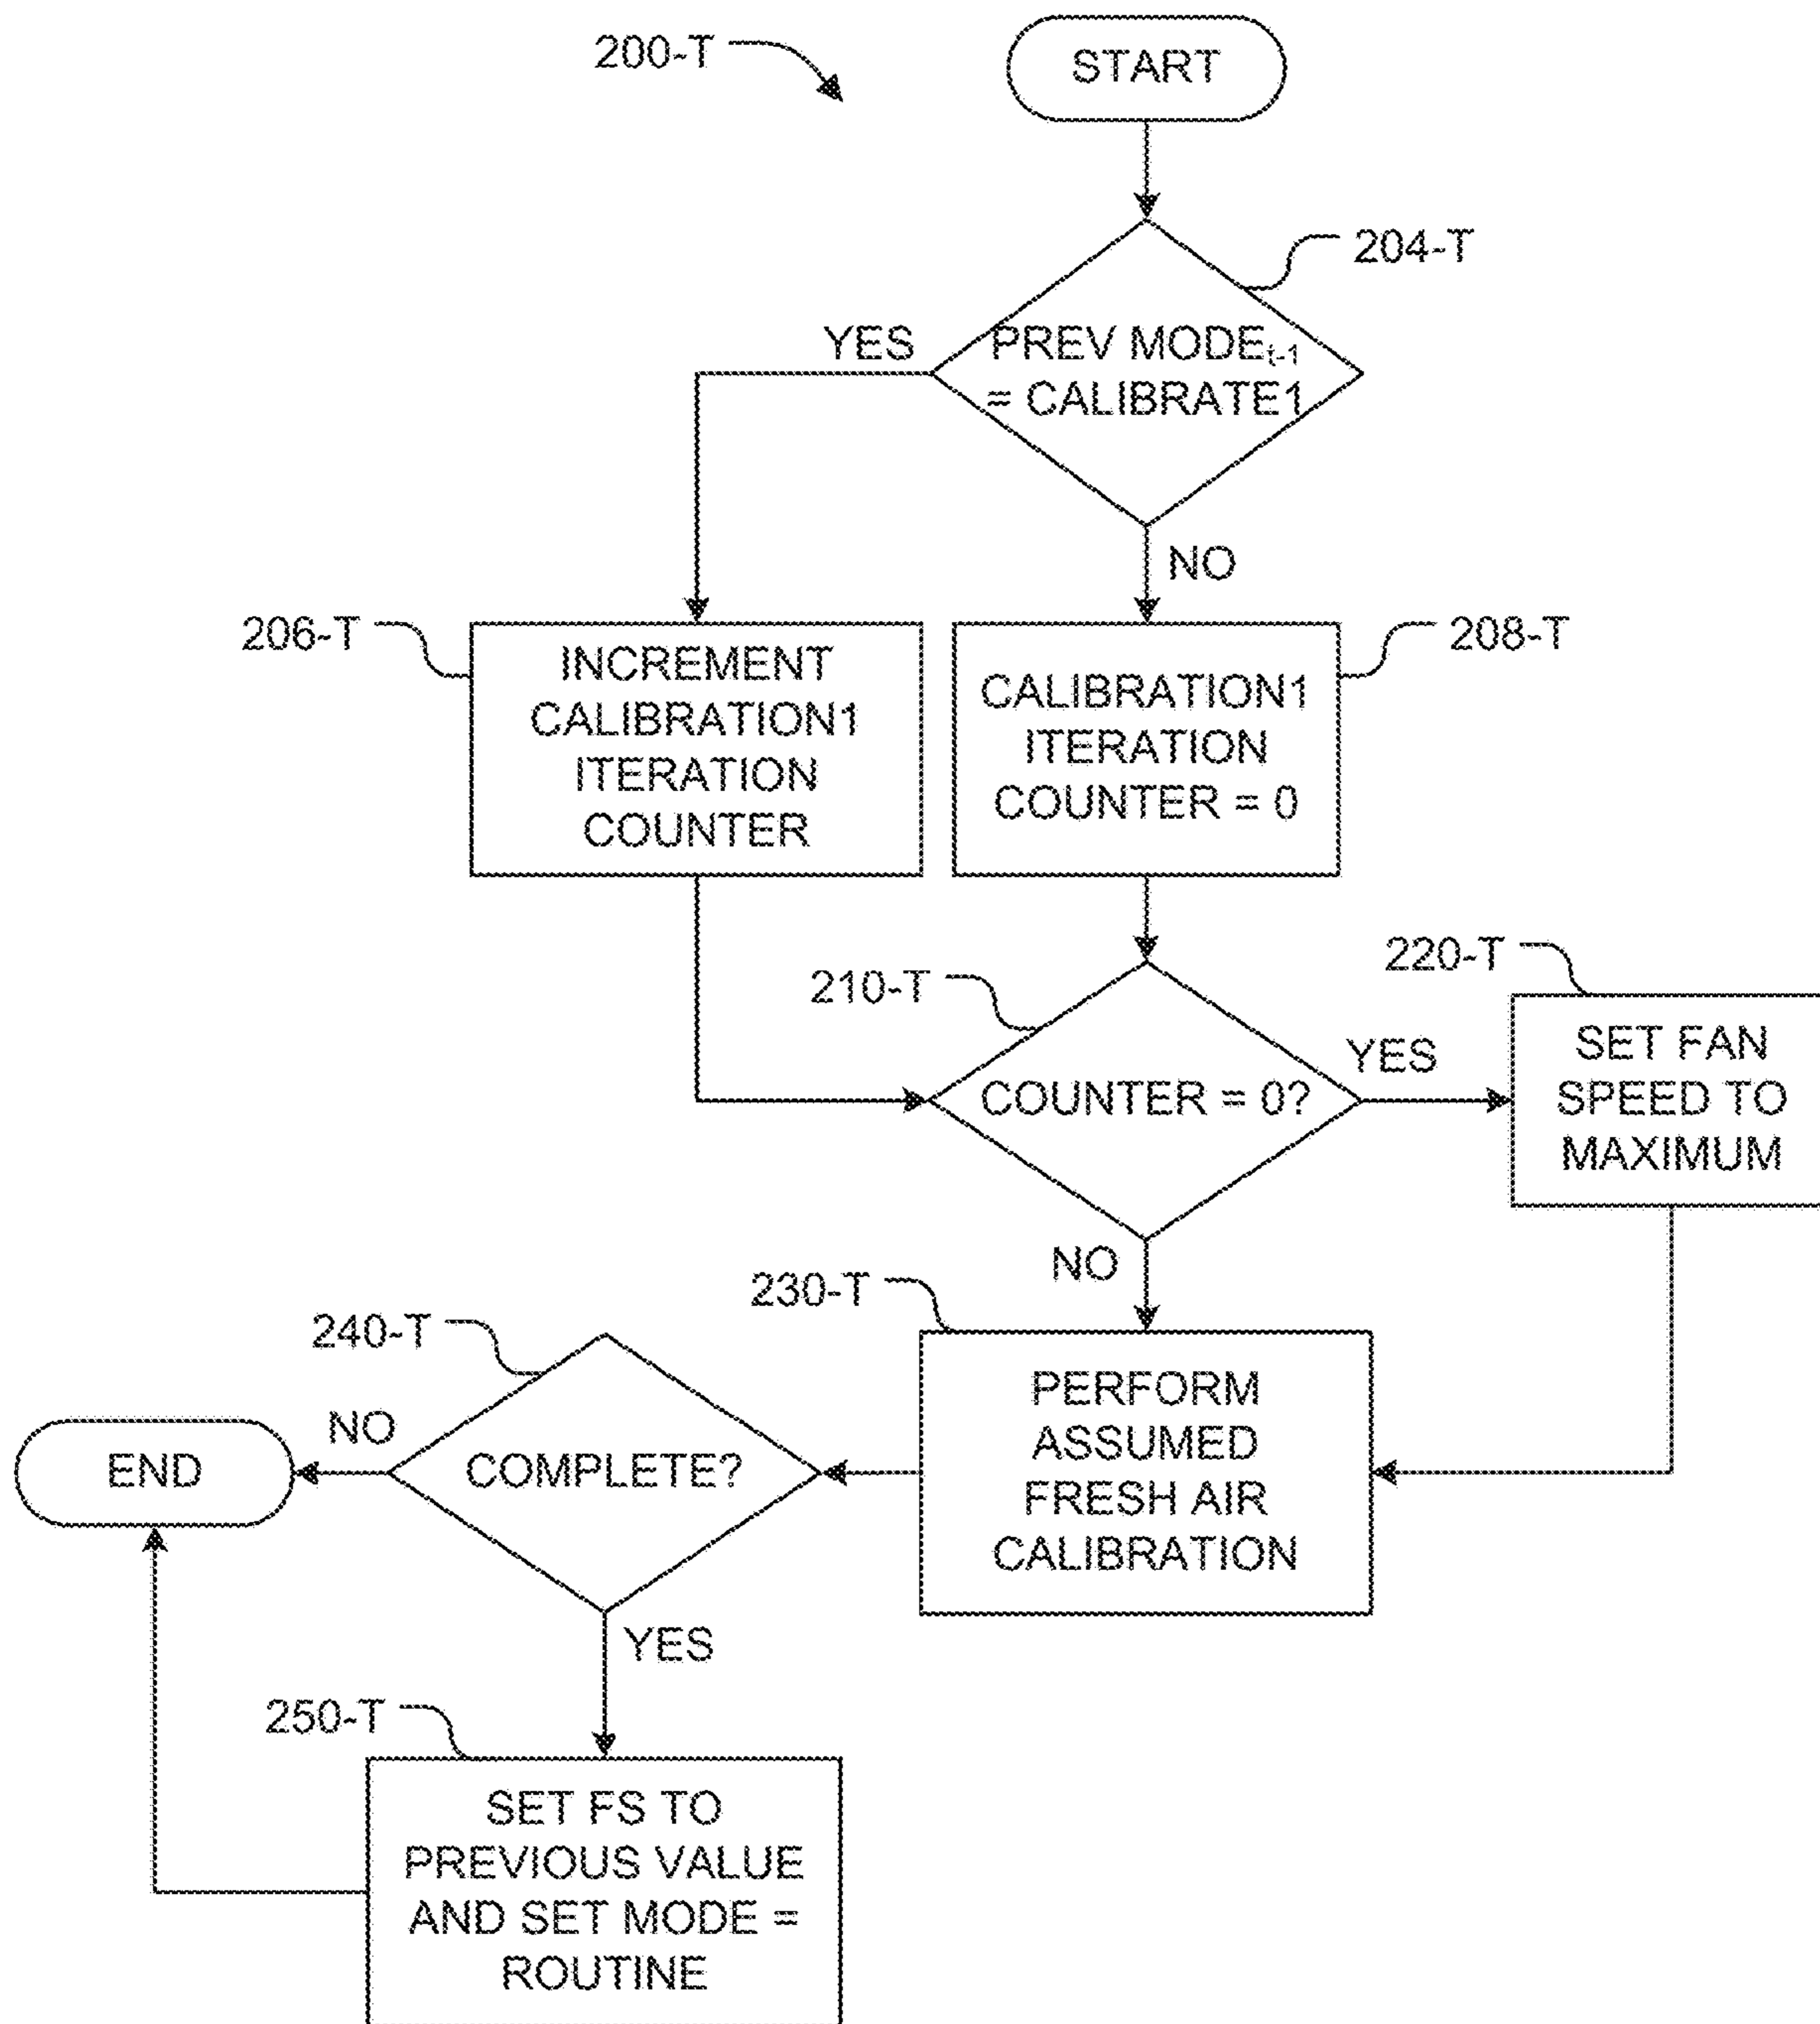 200-T
START
204-T
YES
PREV MODEt-1
= CALIBRATE1
NO
206-T
INCREMENT
CALIBRATION1
ITERATION
COUNTER
208-T
CALIBRATION1
ITERATION
COUNTER = 0
210-T
COUNTER = 0?
YES
220-T
SET FAN
SPEED TO
MAXIMUM
NO
230-T
PERFORM
ASSUMED
FRESH AIR
CALIBRATION
240-T
COMPLETE?
NO
END
YES
250-T
SET FS TO
PREVIOUS VALUE
AND SET MODE =
ROUTINE